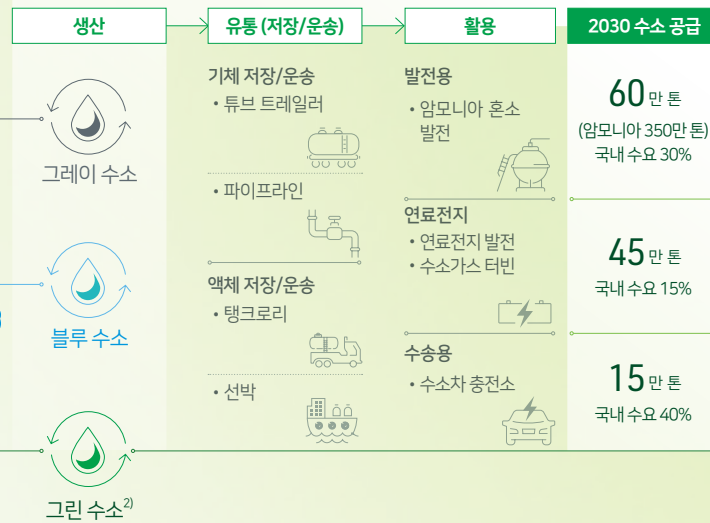 생산
그레이 수소
블루 수소
그린 수소2)
유통 (저장/운송)
기체 저장/운송
• 튜브 트레일러
• 파이프라인
액체 저장/운송
• 탱크로리
• 선박
활용
발전용
• 암모니아 혼소
발전
연료전지
• 연료전지 발전
• 수소가스 터빈
수송용
• 수소차 충전소
2030 수소 공급
60만 톤
(암모니아 350만 톤)
국내 수요 30%
45만 톤
국내 수요 15%
15만 톤
국내 수요 40%